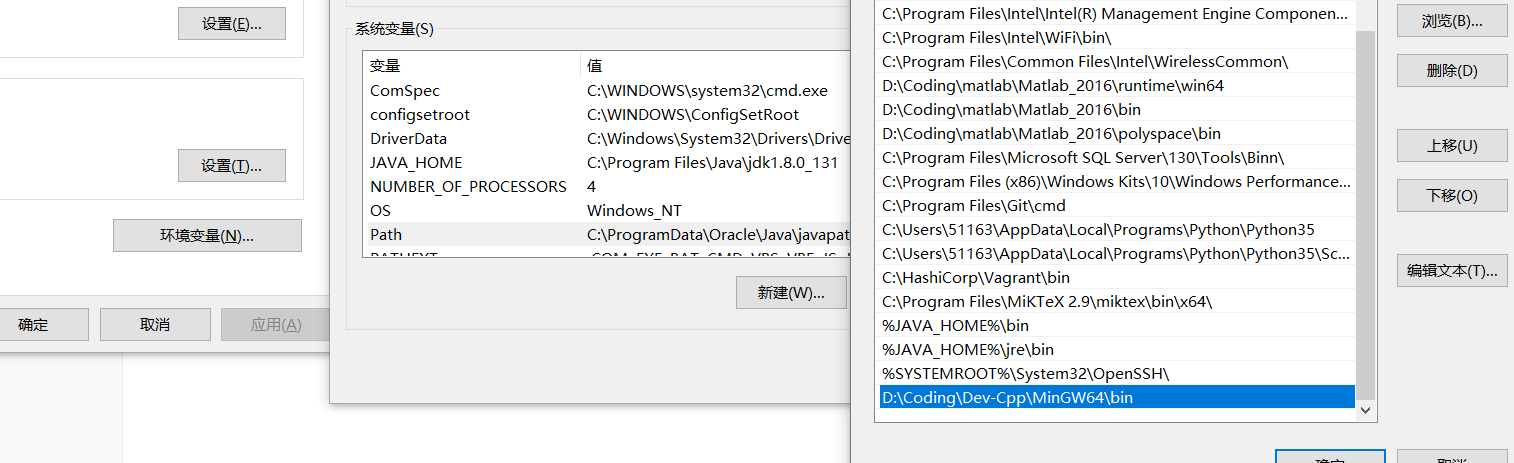 设置(E)...
设置(T)...
环境变量(N)...
确定
取消
应用(A)
系统变量(S)
变量 值
ComSpec C:\WINDOWS\system32\cmd.exe
configsetroot C:\WINDOWS\ConfigSetRoot
DriverData C:\Windows\System32\Drivers\Drive
JAVA_HOME C:\Program Files\Java\jdk1.8.0_131
NUMBER_OF_PROCESSORS 4
OS Windows_NT
Path C:\ProgramData\Oracle\Java\javapat
新建(W)...
C:\Program Files\Intel\Intel(R) Management Engine Componen...
C:\Program Files\Intel\WiFi\bin\
C:\Program Files\Common Files\Intel\WirelessCommon\
D:\Coding\matlab\Matlab_2016\runtime\win64
D:\Coding\matlab\Matlab_2016\bin
D:\Coding\matlab\Matlab_2016\polyspace\bin
C:\Program Files\Microsoft SQL Server\130\Tools\Binn\
C:\Program Files (x86)\Windows Kits\10\Windows Performance...
C:\Program Files\Git\cmd
C:\Users\51163\AppData\Local\Programs\Python\Python35
C:\Users\51163\AppData\Local\Programs\Python\Python35\Sc...
C:\HashiCorp\Vagrant\bin
C:\Program Files\MiKTeX 2.9\miktex\bin\x64\
%JAVA_HOME%\bin
%JAVA_HOME%\jre\bin
%SYSTEMROOT%\System32\OpenSSH\
D:\Coding\Dev-Cpp\MinGW64\bin
浏览(B)...
删除(D)
上移(U)
下移(O)
编辑文本(T)...